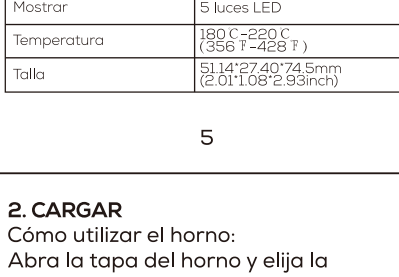 Mostrar 5 luces LED
Temperatura 180℃-220℃
(356℉-428℉)
Talla 51.14*27.40*74.5mm
(2.01*1.08*2.93inch)
5
2. CARGAR
Cómo utilizar el horno:
Abra la tapa del horno y elija la